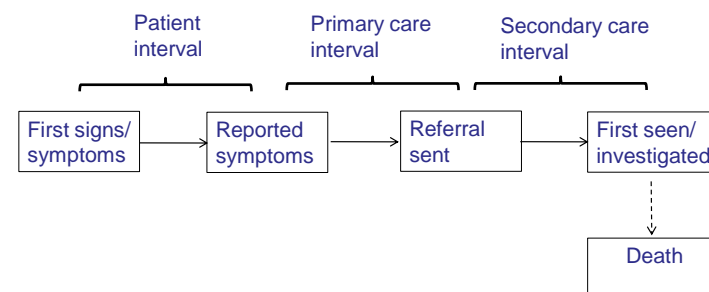 Patient
interval
Primary care
interval
Secondary care
interval
First signs/
symptoms
Reported
symptoms
Referral
sent
First seen/
investigated
Death